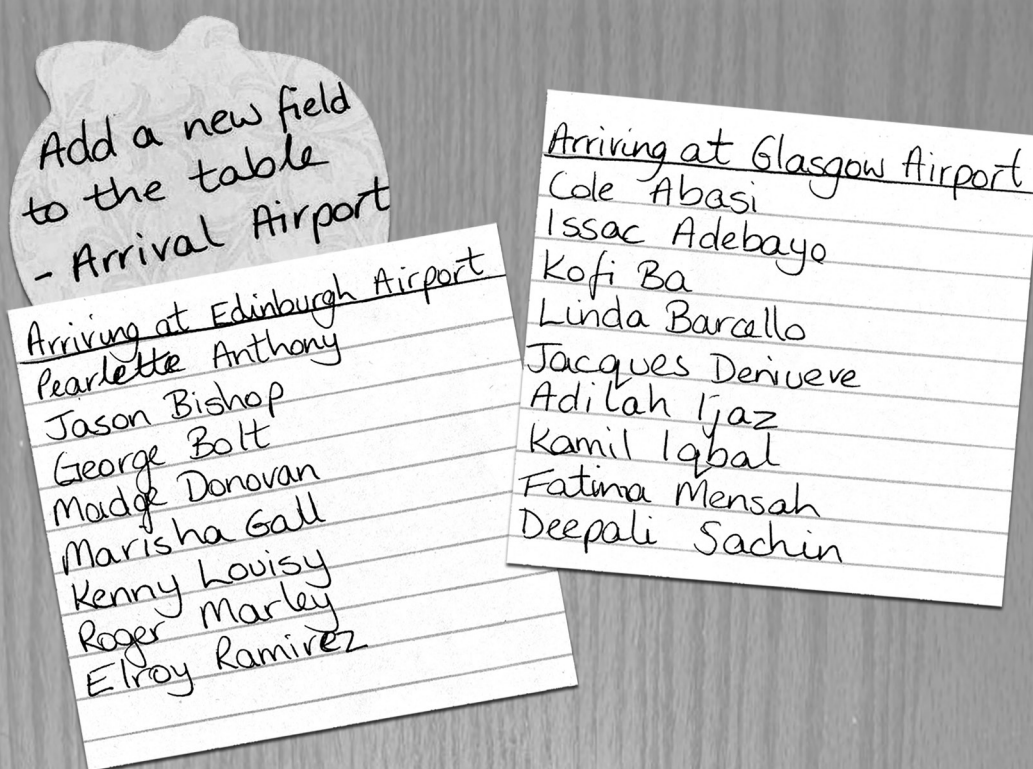 Add a new field
to the table
- Arrival Airport
Arriving at Edinburgh Airport
Pearlette Anthony
Jason Bishop
George Bolt
Madge Donovan
Marisha Gall
Kenny Louisy
Roger Marley
Elroy Ramirez
Arriving at Glasgow Airport
Cole Abasi
Issac Adebayo
Kofi Ba
Linda Barcello
Jacques Deniueve
Adilah Ijaz
Kamil Iqbal
Fatima Mensah
Deepali Sachin